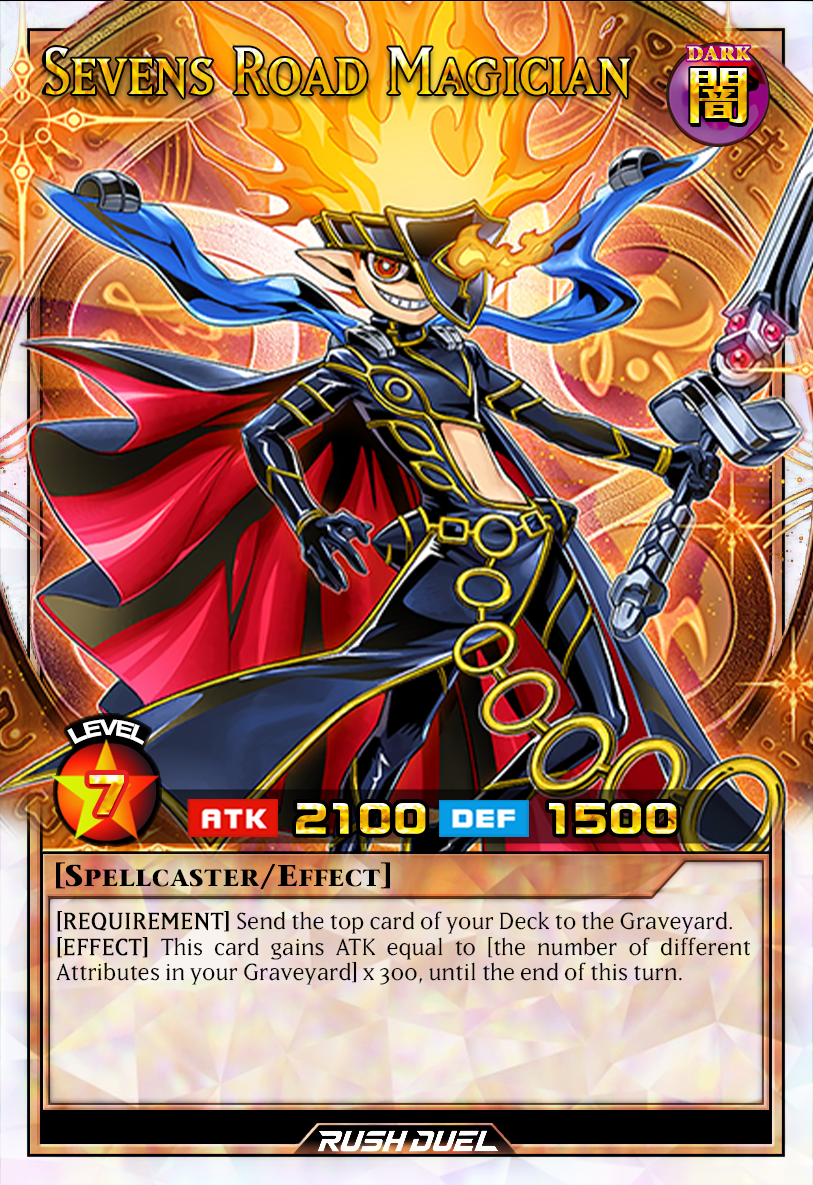 SEVENS ROAD MAGICIAN
DARK
闇
LEVEL
7
ATK 2100 DEF 1500
[SPELLCASTER/EFFECT]
[REQUIREMENT] Send the top card of your Deck to the Graveyard.
[EFFECT] This card gains ATK equal to [the number of different
Attributes in your Graveyard] x 300, until the end of this turn.
RUSH DUEL